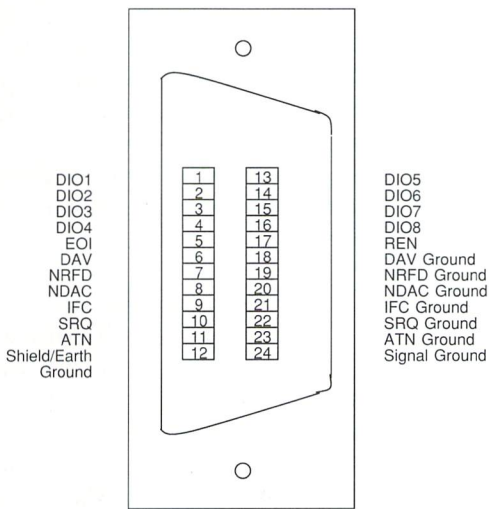 DIO1 1 13 DIO5
DIO2 2 14 DIO6
DIO3 3 15 DIO7
DIO4 4 16 DIO8
EOI 5 17 REN
DAV 6 18 DAV Ground
NRFD 7 19 NRFD Ground
NDAC 8 20 NDAC Ground
IFC 9 21 IFC Ground
SRQ 10 22 SRQ Ground
ATN 11 23 ATN Ground
Shield/Earth 12 24 Signal Ground
Ground